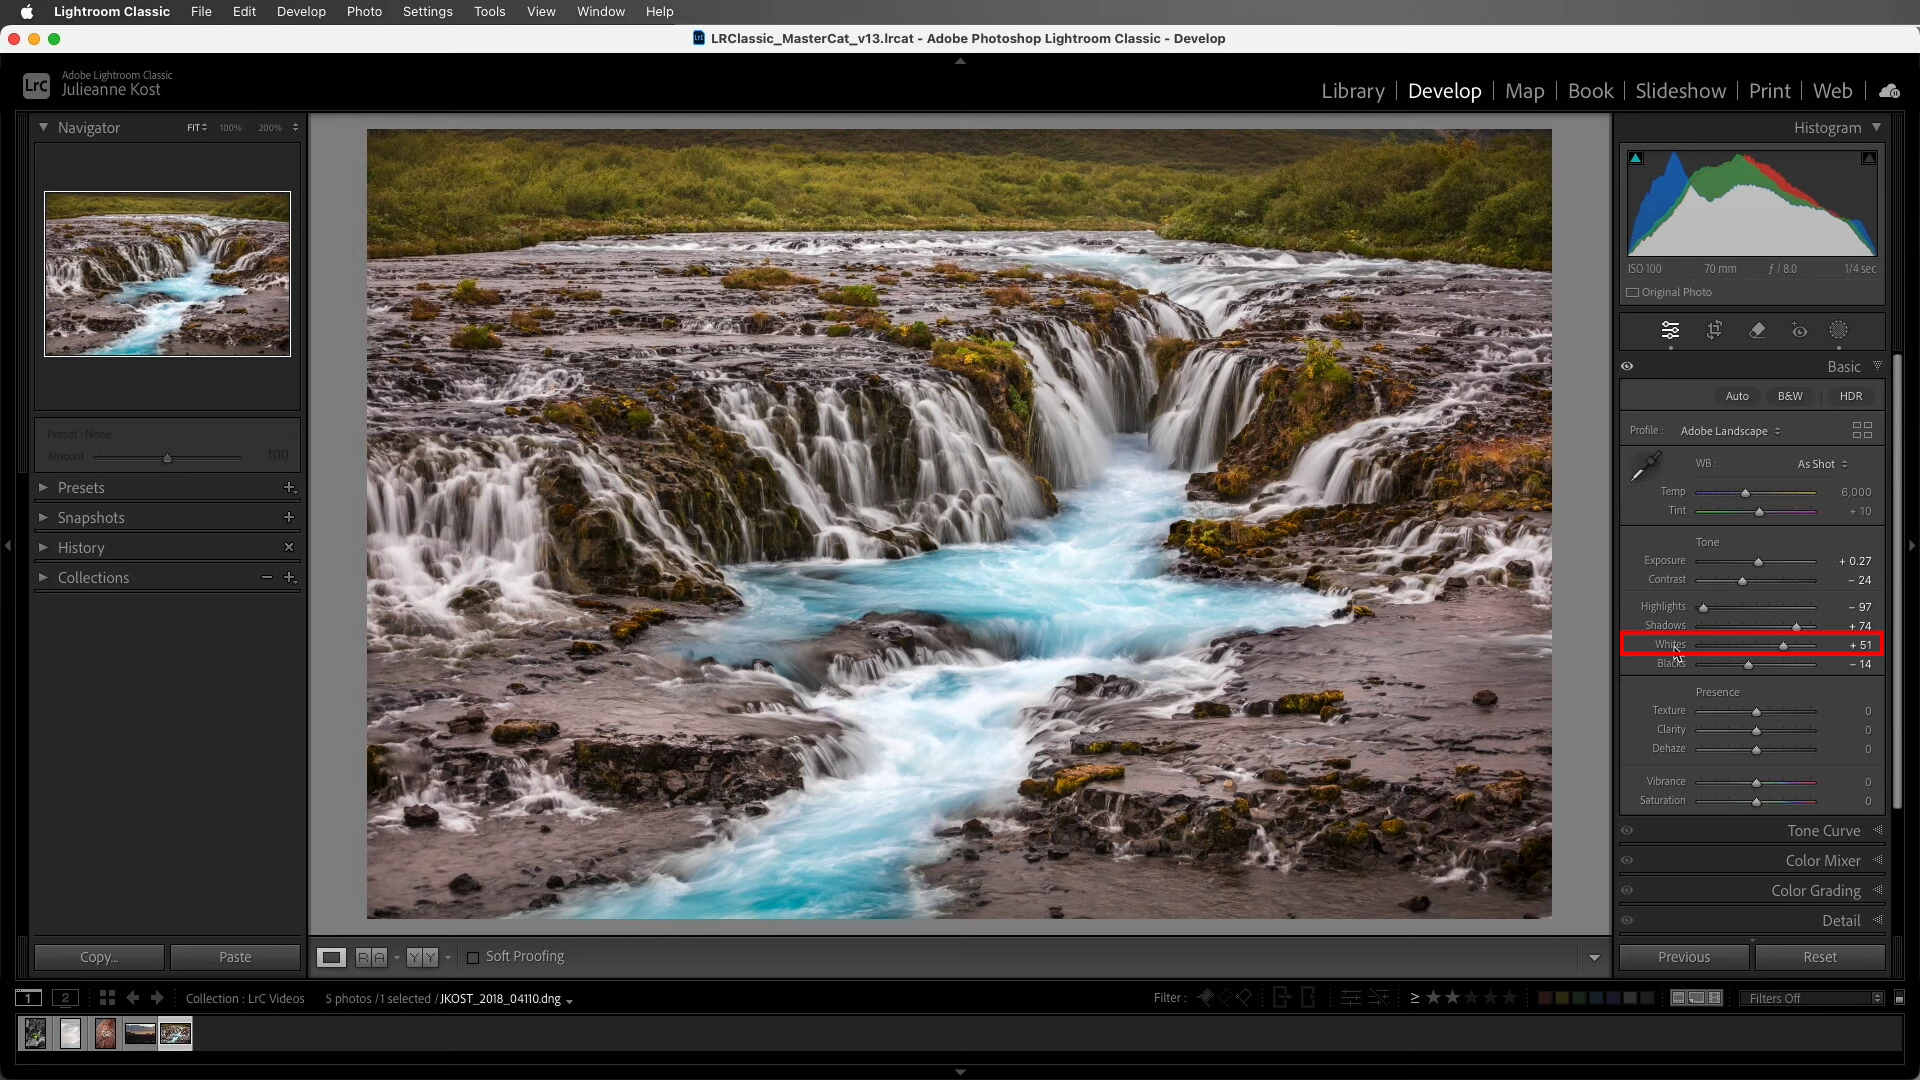 Lightroom Classic File Edit Develop Photo Settings Tools View Window Help
LrC LRClassic_MasterCat_v13.lrcat - Adobe Photoshop Lightroom Classic - Develop
LrC
Adobe Lightroom Classic
Julieanne Kost
Library | Develop | Map | Book | Slideshow | Print | Web
Navigator FIT 100% 200%
Preset : None
Amount 100
Presets
Snapshots
History
Collections
Copy... Paste
Histogram
ISO 100 70 mm ƒ / 8.0 1/4 sec
Original Photo
Basic
Auto B&W | HDR
Profile : Adobe Landscape
WB : As Shot
Temp 6,000
Tint + 10
Tone
Exposure + 0.27
Contrast – 24
Highlights – 97
Shadows + 74
Whites + 51
Blacks – 14
Presence
Texture 0
Clarity 0
Dehaze 0
Vibrance 0
Saturation 0
Tone Curve
Color Mixer
Color Grading
Detail
Previous Reset
R A Y Y Soft Proofing
1 2 Collection : LrC Videos 5 photos / 1 selected / JKOST_2018_04110.dng Filter : ≥ Filters Off